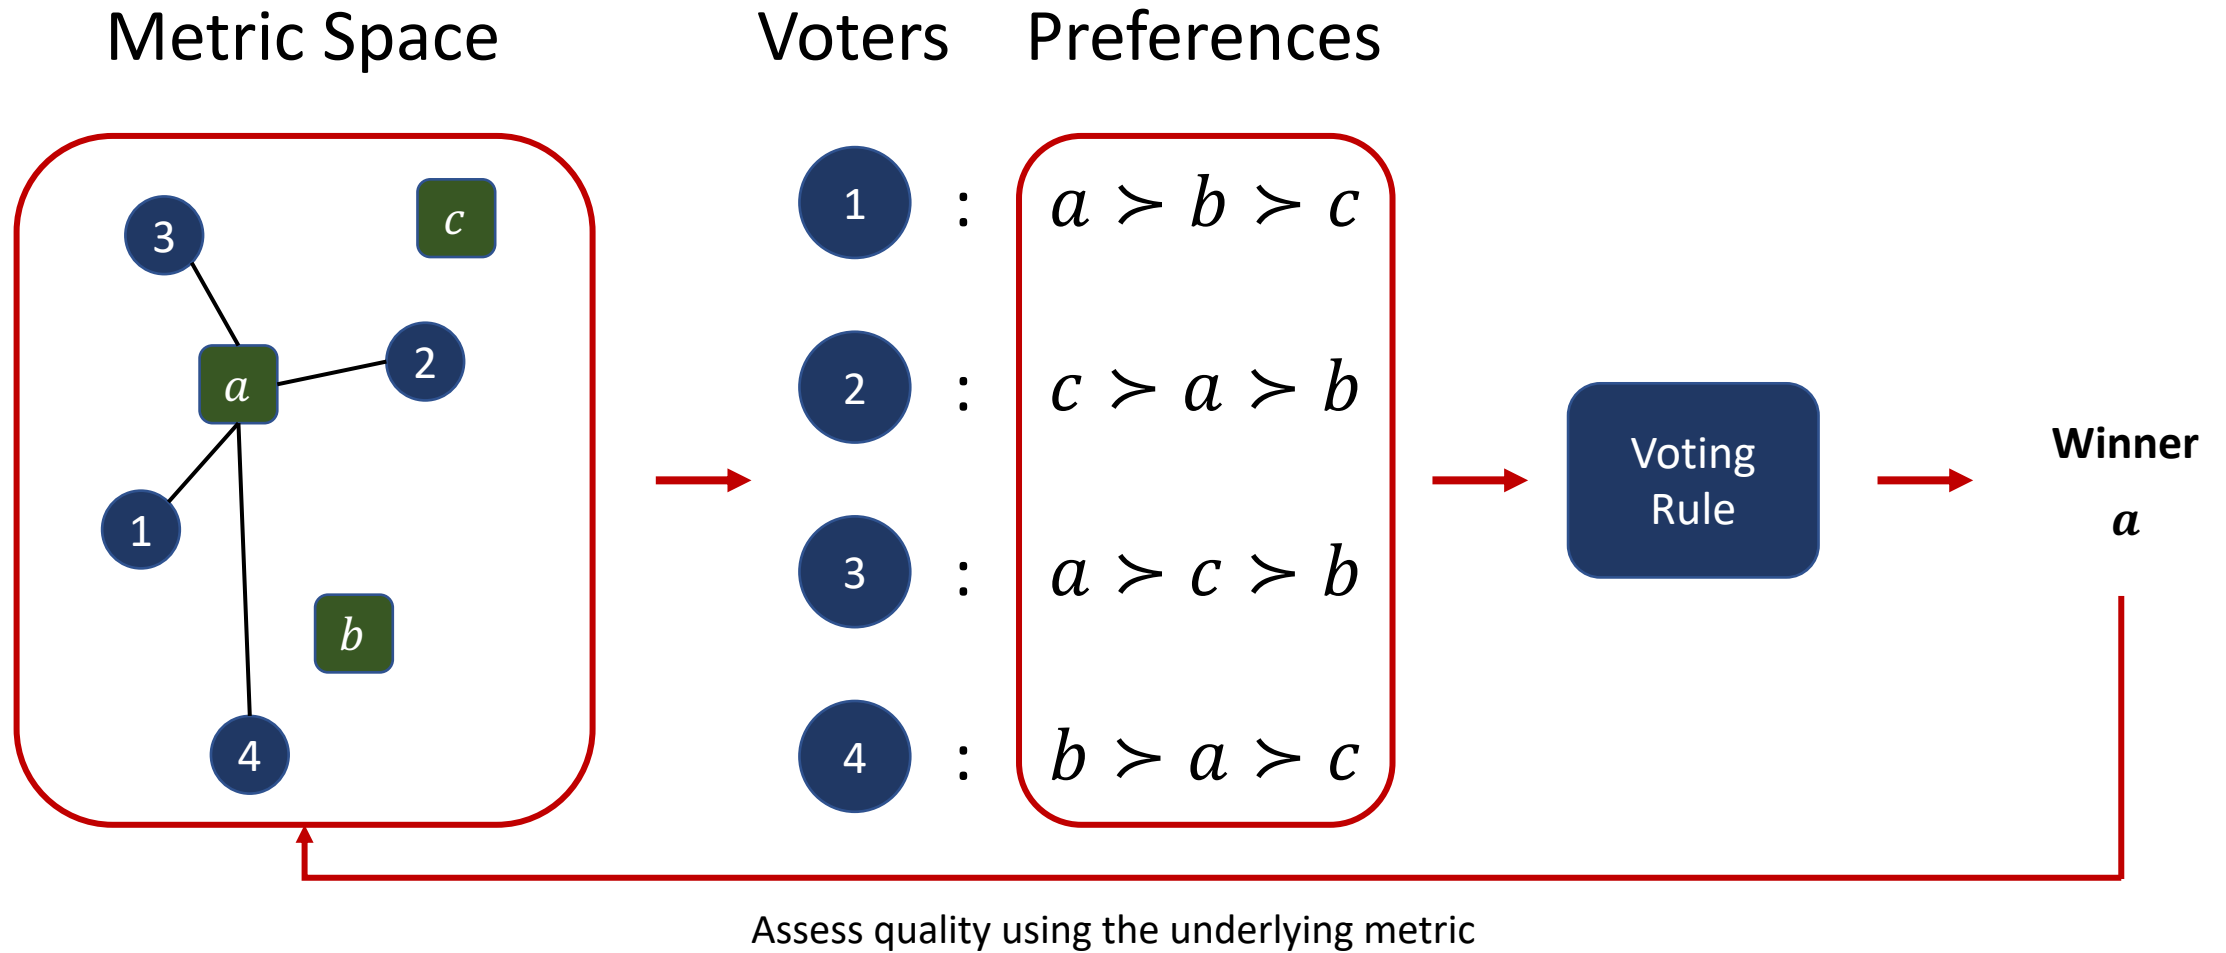 Metric Space
Voters
Preferences
3
c
a
2
1
b
4
1 : a ≻ b ≻ c
2 : c ≻ a ≻ b
3 : a ≻ c ≻ b
4 : b ≻ a ≻ c
Voting
Rule
Winner
a
Assess quality using the underlying metric